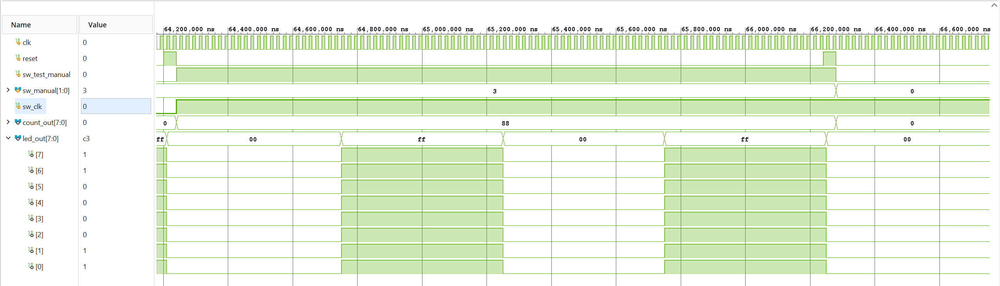 Name Value
64,200.000 ns 64,400.000 ns 64,600.000 ns 64,800.000 ns 65,000.000 ns 65,200.000 ns 65,400.000 ns 65,600.000 ns 65,800.000 ns 66,000.000 ns 66,200.000 ns 66,400.000 ns 66,600.000 ns
clk 0
reset 0
sw_test_manual 0
sw_manual[1:0] 3 3 0
sw_clk 0
count_out[7:0] 0 0 88 0
led_out[7:0] c3 ff 00 ff 00 ff 00
[7] 1
[6] 1
[5] 0
[4] 0
[3] 0
[2] 0
[1] 1
[0] 1